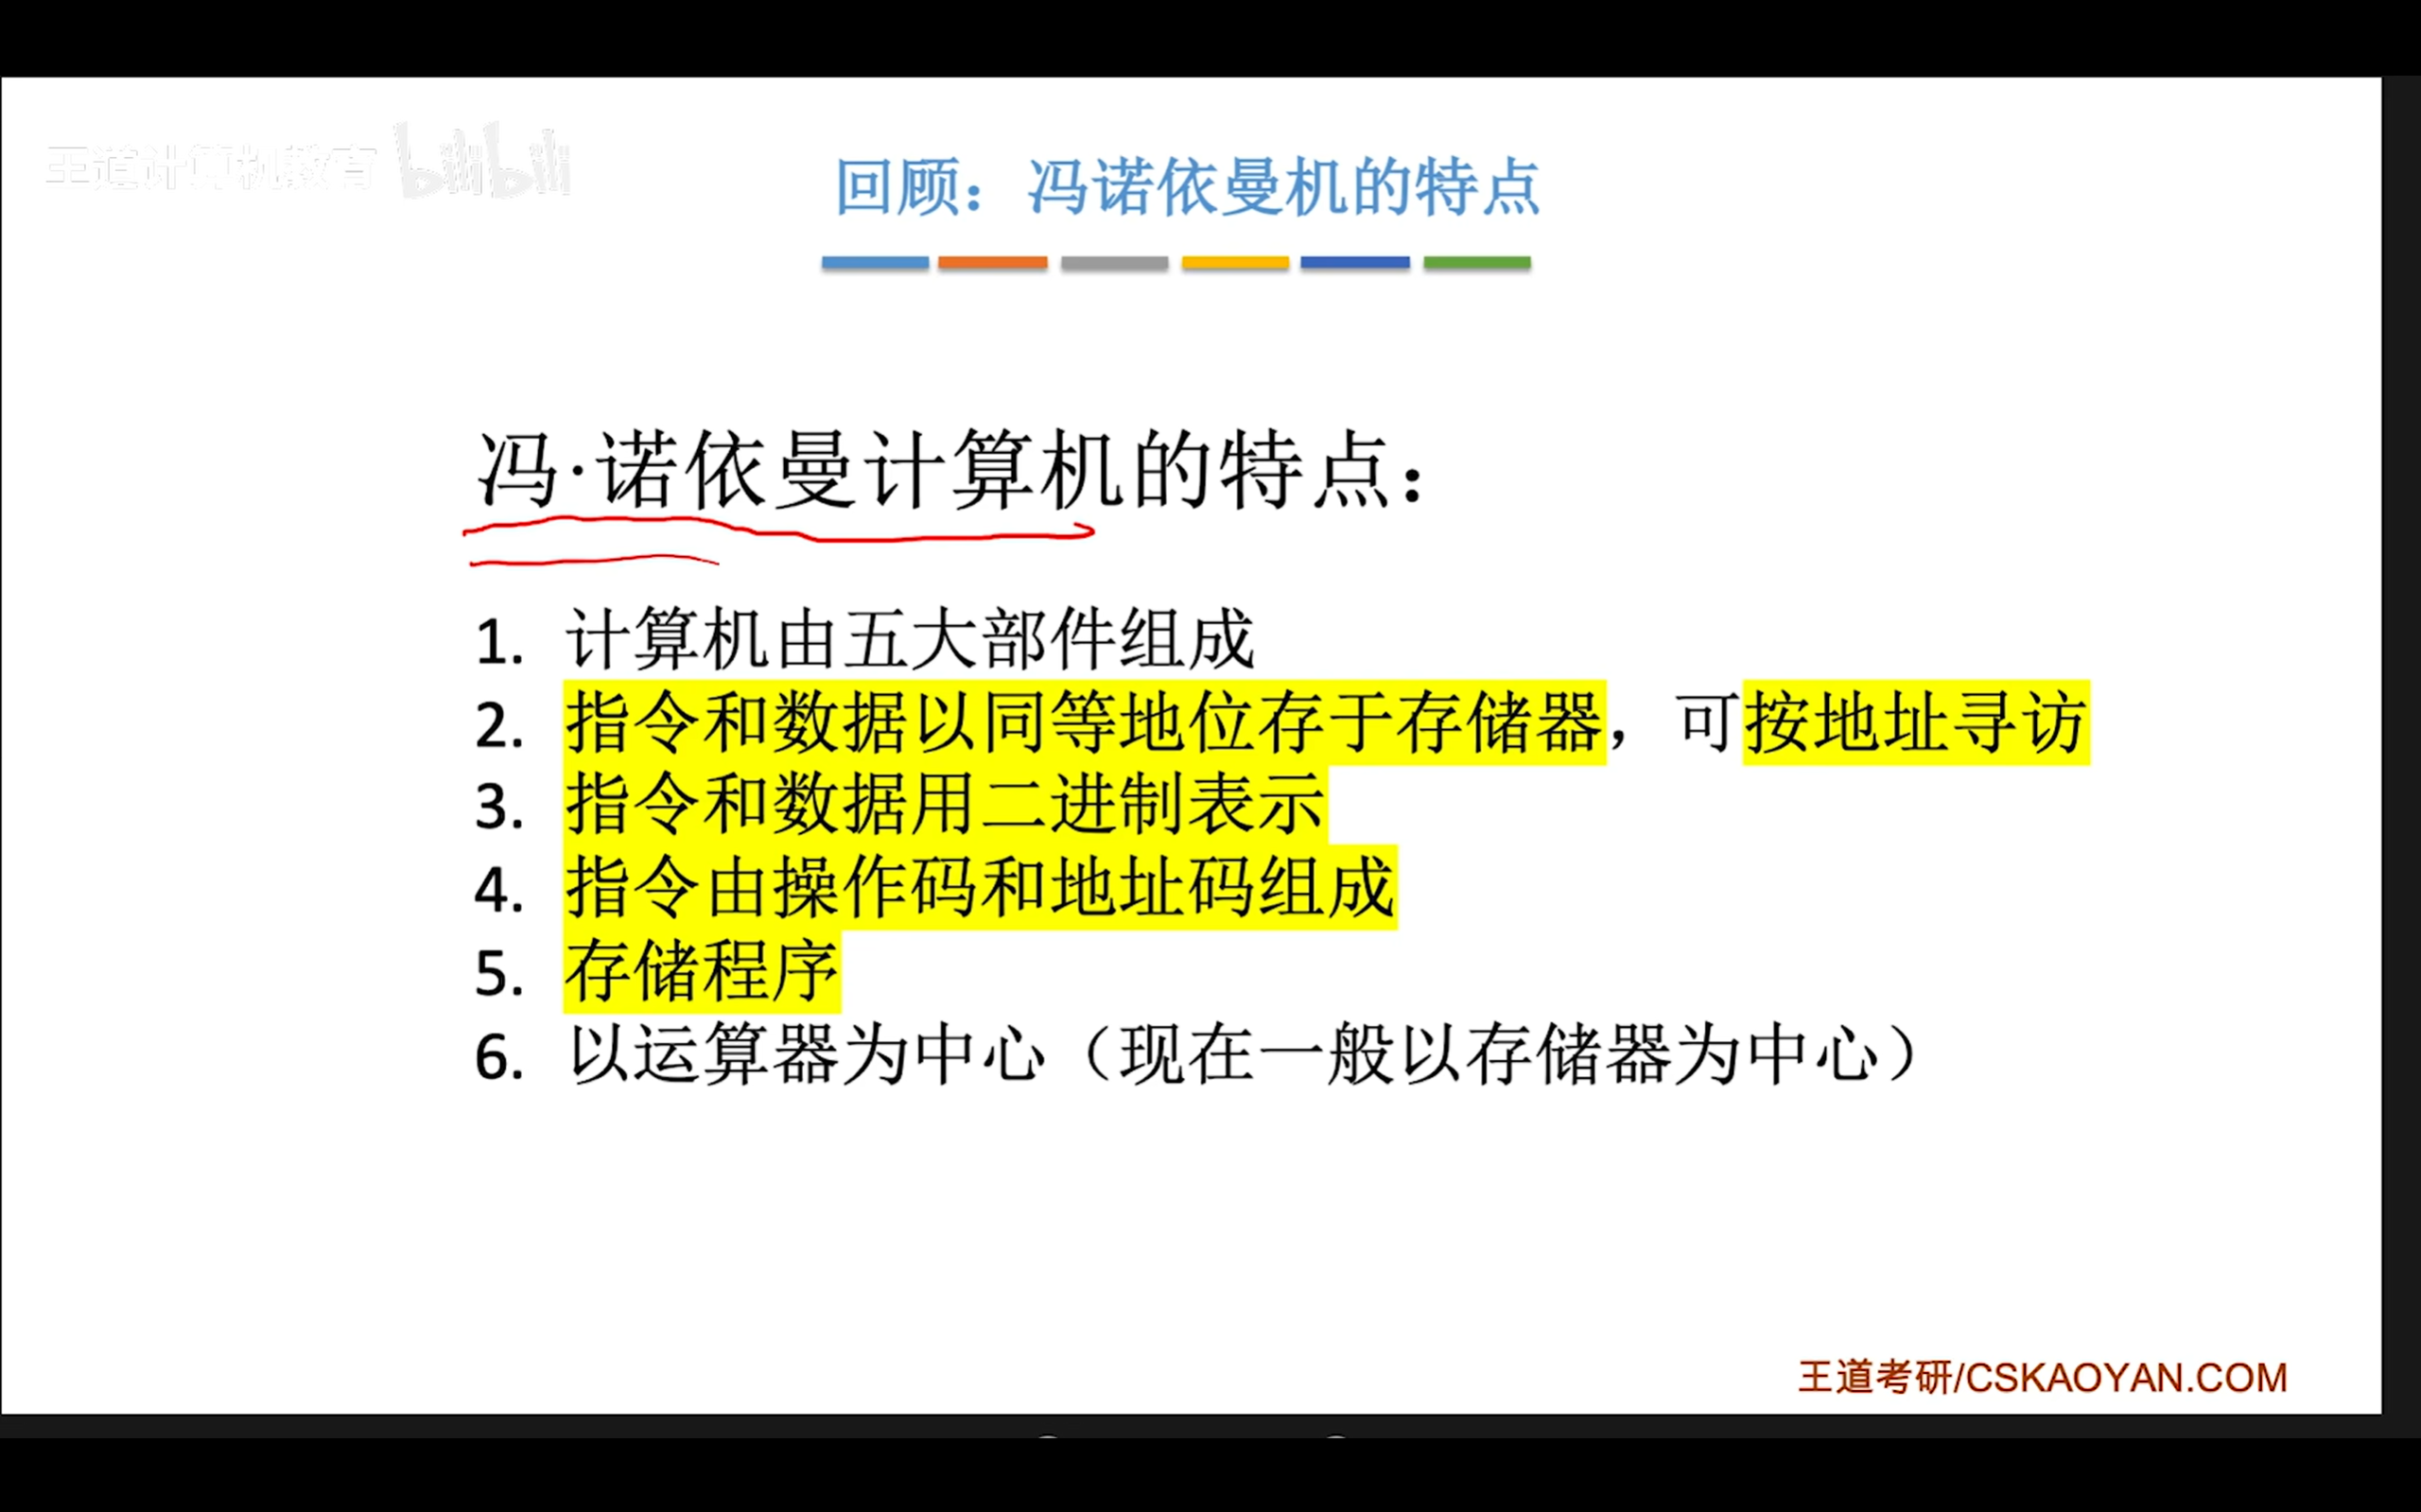 王道计算机教育 bilibili
回顾：冯诺依曼机的特点
冯·诺依曼计算机的特点：
1. 计算机由五大部件组成
2. 指令和数据以同等地位存于存储器，可按地址寻访
3. 指令和数据用二进制表示
4. 指令由操作码和地址码组成
5. 存储程序
6. 以运算器为中心（现在一般以存储器为中心）
王道考研/CSKAOYAN.COM